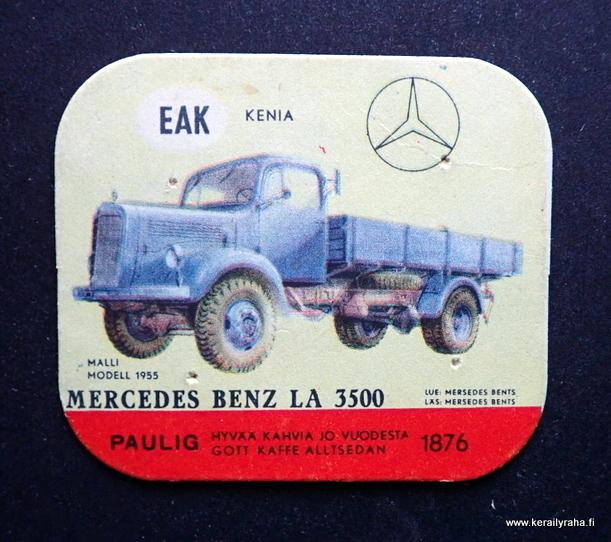 EAK
KENIA
MALLI
MODELL 1955
MERCEDES BENZ LA 3500
LUE: MERSEDES BENTS
LÄS: MERSEDES BENTS
PAULIG
HYVÄÄ KAHVIA JO VUODESTA
GOTT KAFFE ALLTSEDAN
1876
www.kerailyraha.fi